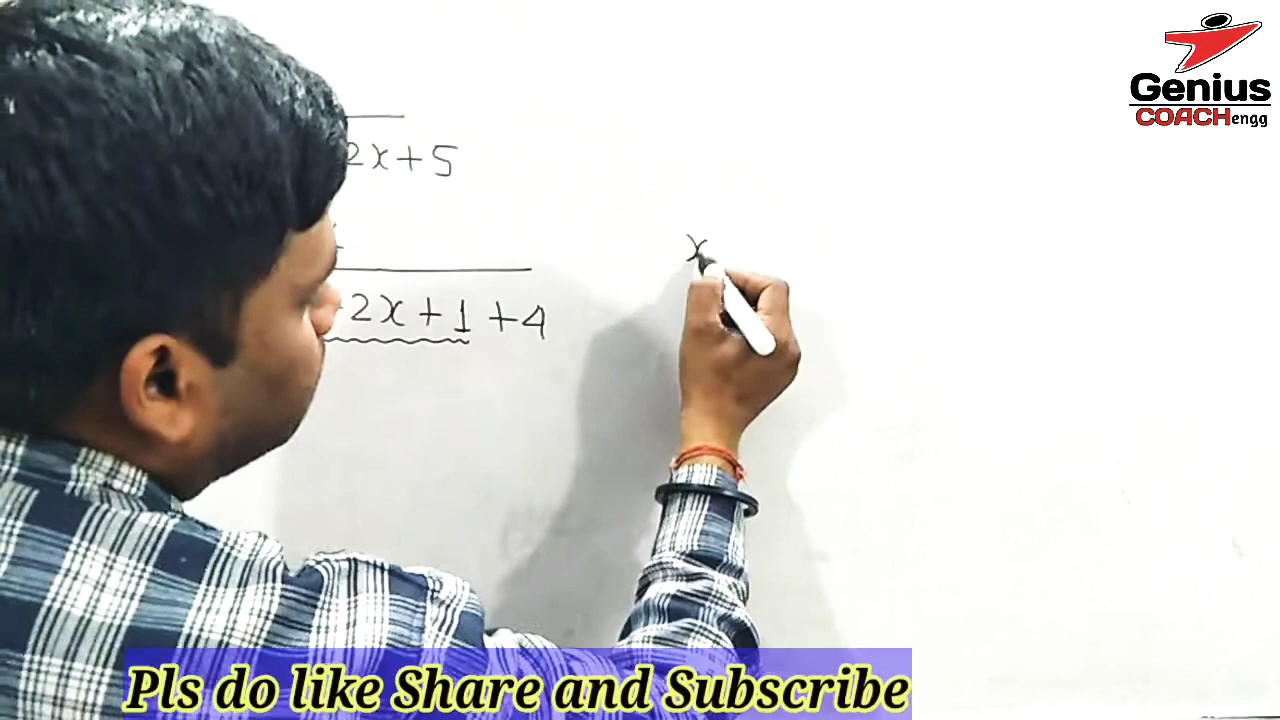 2x+5
2x+1 +4
x
Genius
COACHengg
Pls do like Share and Subscribe